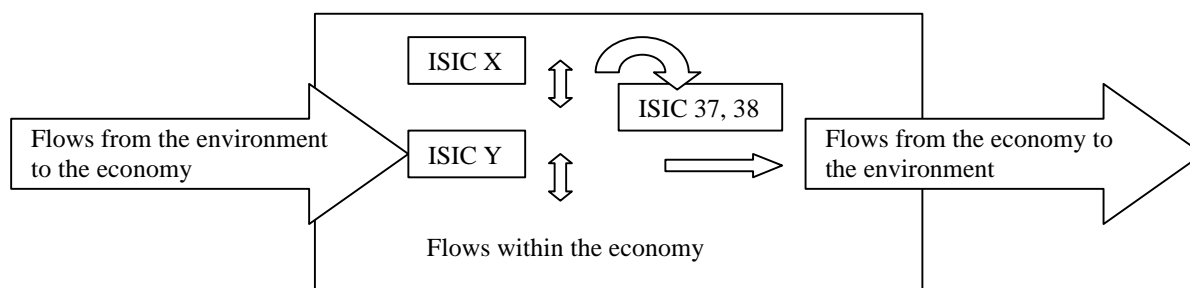 ISIC X
ISIC 37, 38
Flows from the environment
to the economy
ISIC Y
Flows from the economy to
the environment
Flows within the economy